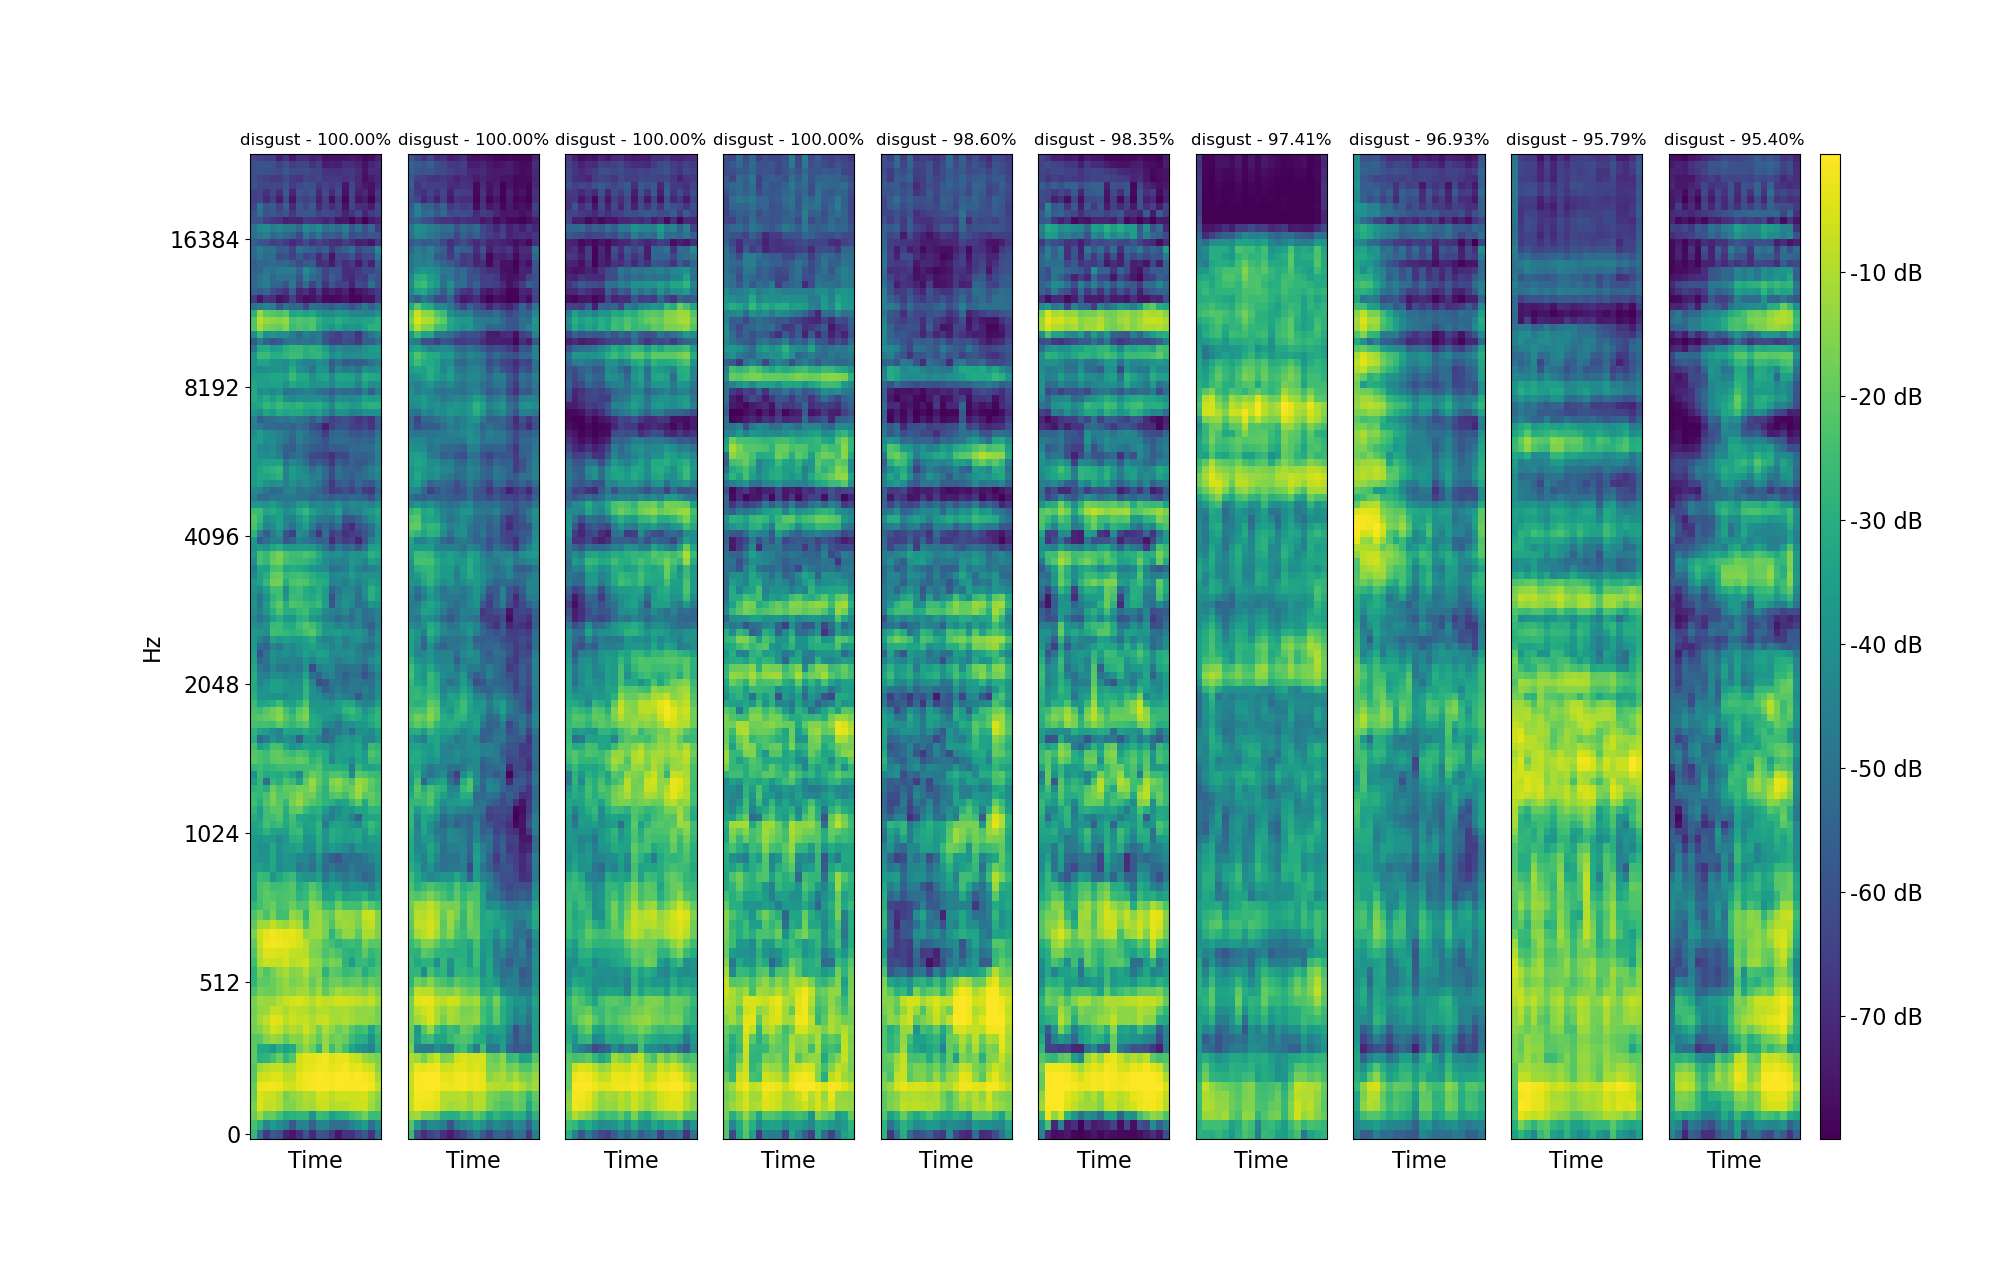 disgust - 100.00% disgust - 100.00% disgust - 100.00% disgust - 100.00% disgust - 98.60% disgust - 98.35% disgust - 97.41% disgust - 96.93% disgust - 95.79% disgust - 95.40%
Hz
16384
8192
4096
2048
1024
512
0
Time Time Time Time Time Time Time Time Time Time
-10 dB
-20 dB
-30 dB
-40 dB
-50 dB
-60 dB
-70 dB